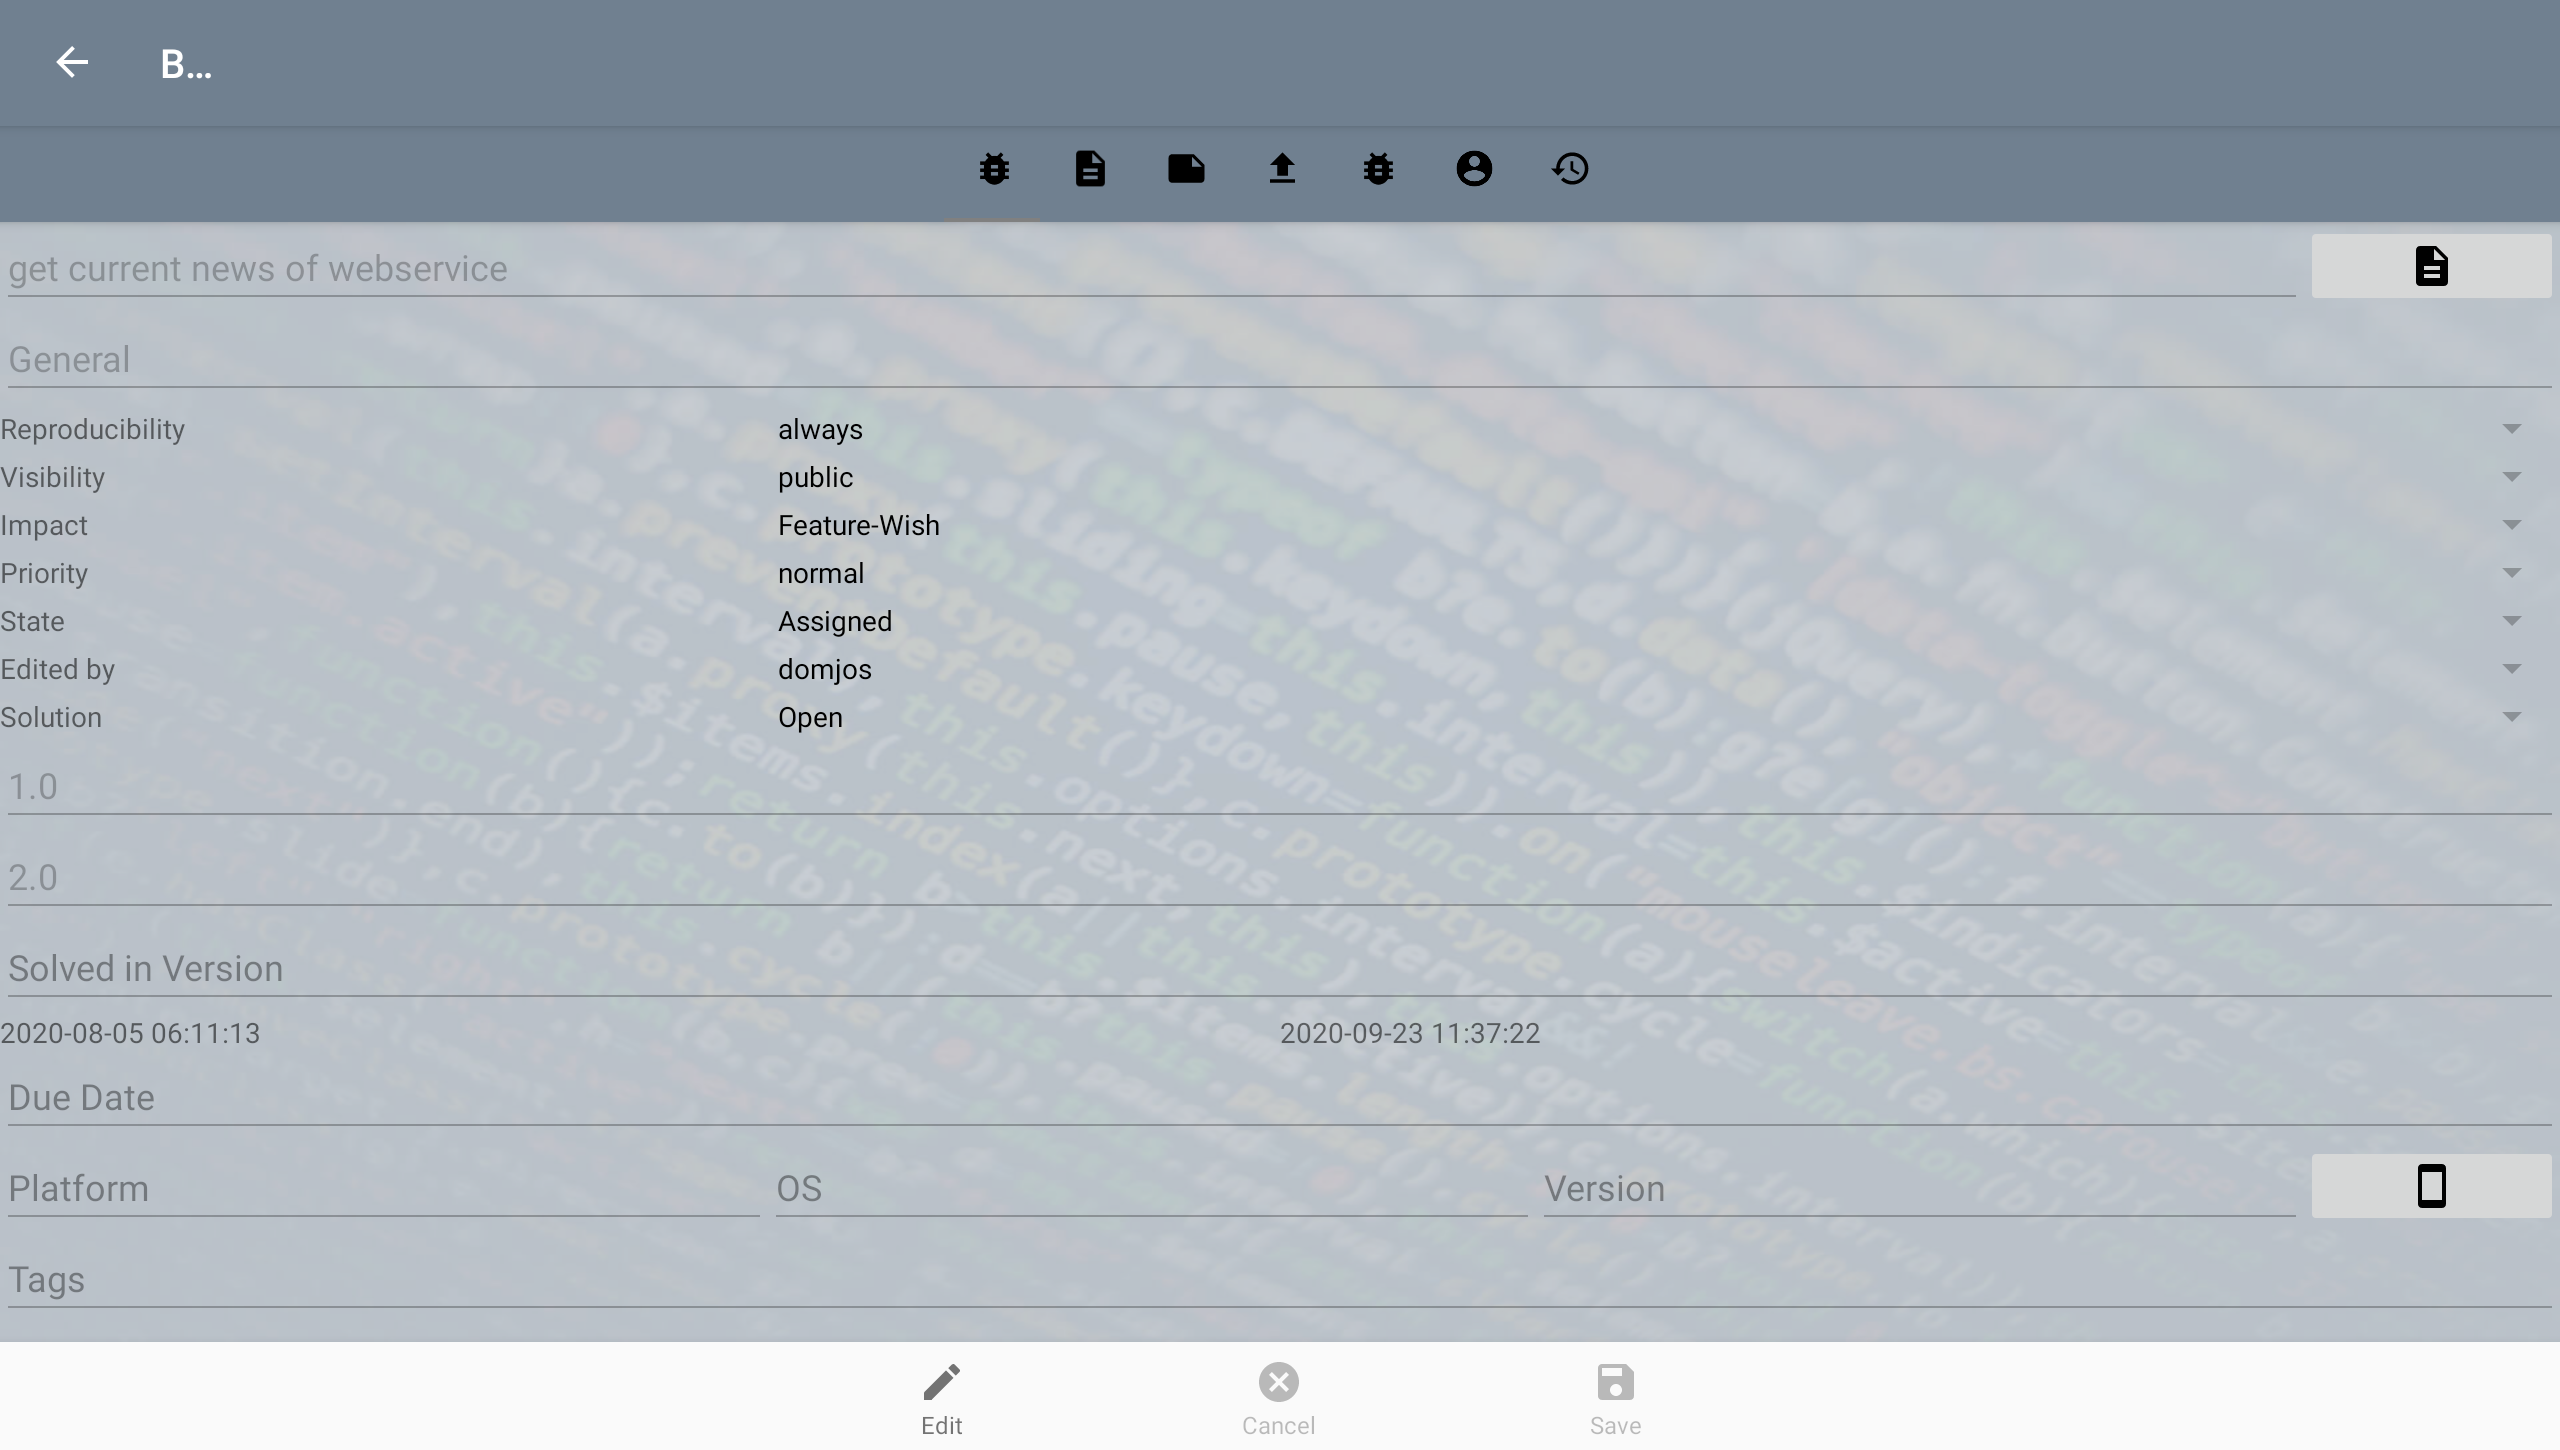 B...
get current news of webservice
General
Reproducibility always
Visibility public
Impact Feature-Wish
Priority normal
State Assigned
Edited by domjos
Solution Open
1.0
2.0
Solved in Version
2020-08-05 06:11:13 2020-09-23 11:37:22
Due Date
Platform OS Version
Tags
Edit Cancel Save